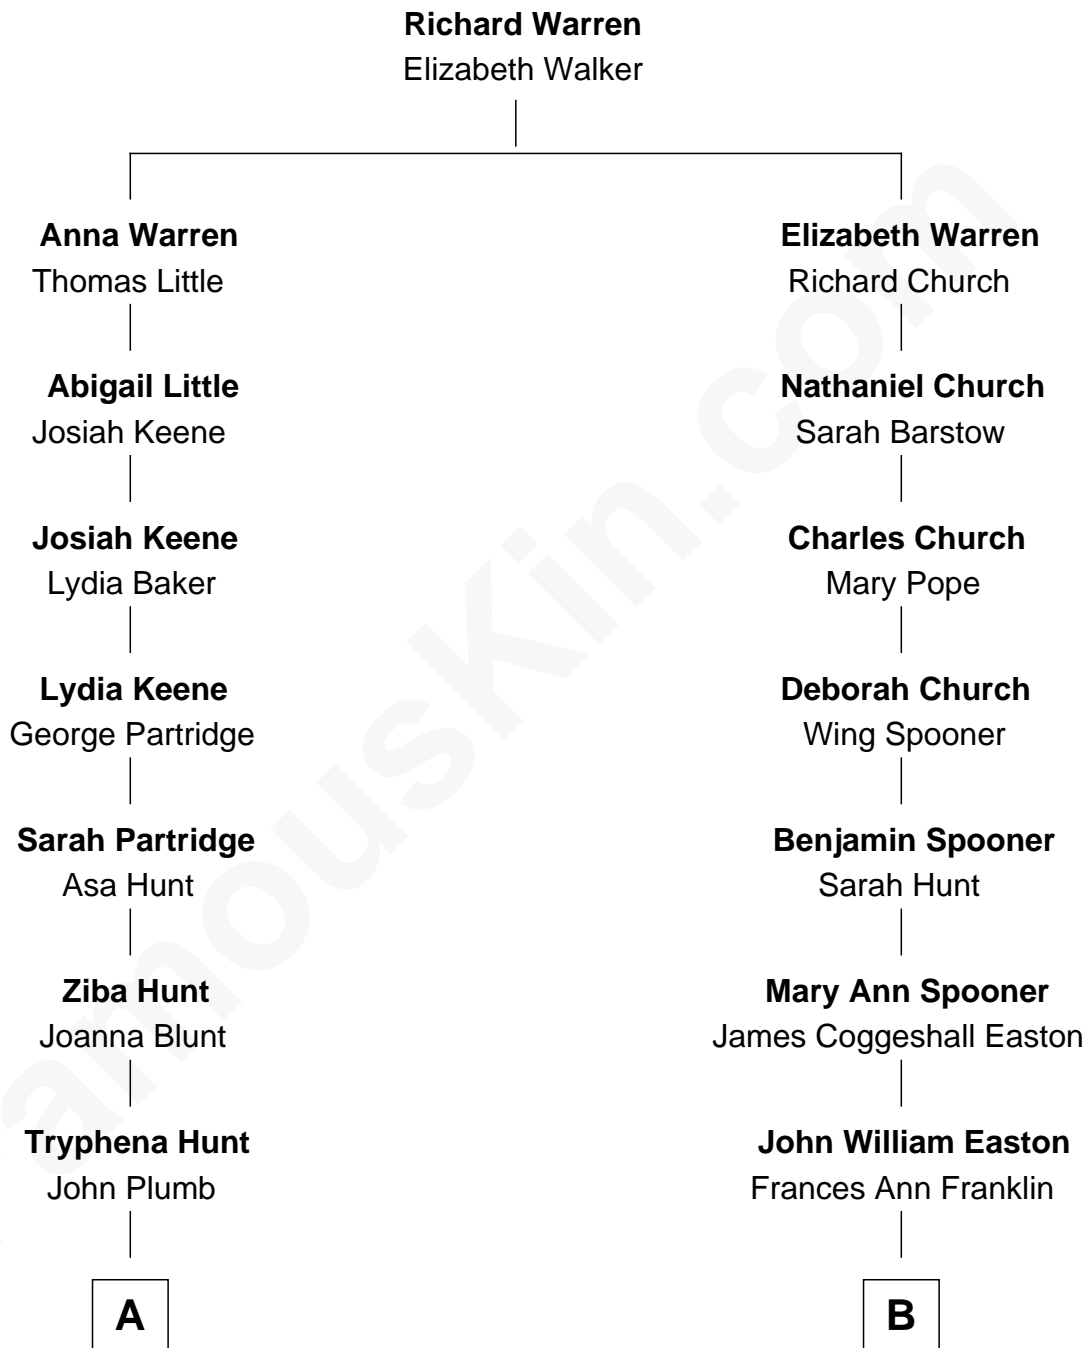 Richard Warren
Elizabeth Walker
Anna Warren
Thomas Little
Abigail Little
Josiah Keene
Josiah Keene
Lydia Baker
Lydia Keene
George Partridge
Sarah Partridge
Asa Hunt
Ziba Hunt
Joanna Blunt
Tryphena Hunt
John Plumb
A
Elizabeth Warren
Richard Church
Nathaniel Church
Sarah Barstow
Charles Church
Mary Pope
Deborah Church
Wing Spooner
Benjamin Spooner
Sarah Hunt
Mary Ann Spooner
James Coggeshall Easton
John William Easton
Frances Ann Franklin
B
amousKin.com